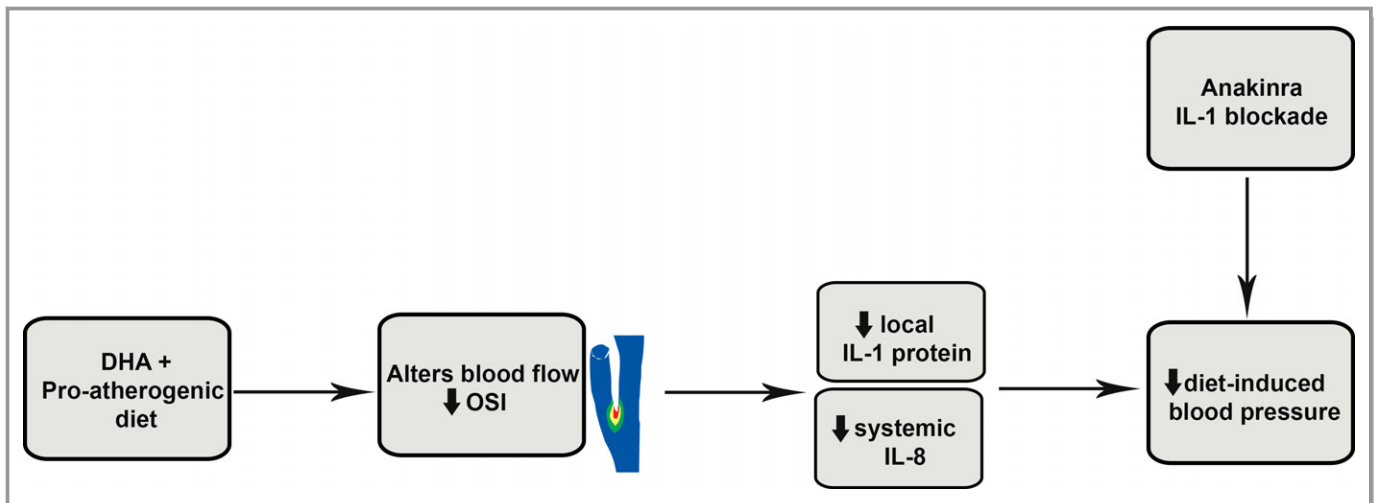 Anakinra
IL-1 blockade
DHA +
Pro-atherogenic
diet
Alters blood flow
⬇ OSI
⬇ local
IL-1 protein
⬇ systemic
IL-8
⬇ diet-induced
blood pressure